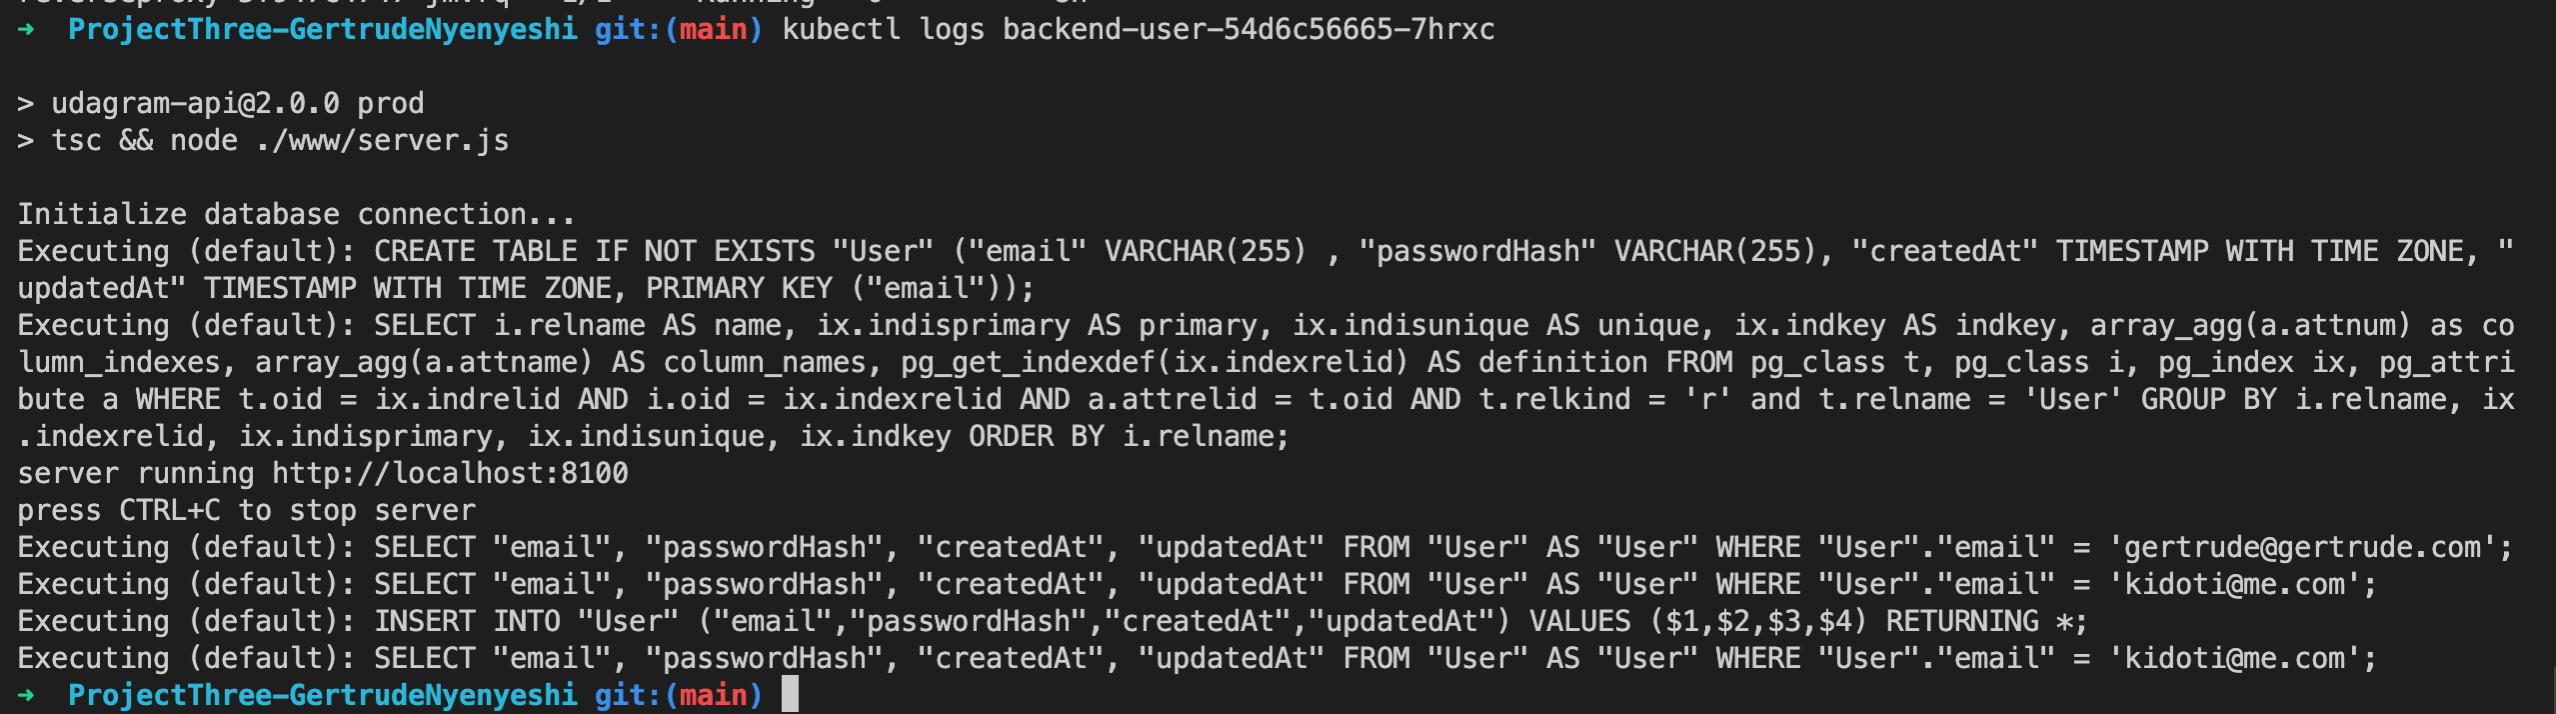 ➜  ProjectThree-GertrudeNyenyeshi git:(main) kubectl logs backend-user-54d6c56665-7hrxc
> udagram-api@2.0.0 prod
> tsc && node ./www/server.js
Initialize database connection...
Executing (default): CREATE TABLE IF NOT EXISTS "User" ("email" VARCHAR(255) , "passwordHash" VARCHAR(255), "createdAt" TIMESTAMP WITH TIME ZONE, "
updatedAt" TIMESTAMP WITH TIME ZONE, PRIMARY KEY ("email"));
Executing (default): SELECT i.relname AS name, ix.indisprimary AS primary, ix.indisunique AS unique, ix.indkey AS indkey, array_agg(a.attnum) as co
lumn_indexes, array_agg(a.attname) AS column_names, pg_get_indexdef(ix.indexrelid) AS definition FROM pg_class t, pg_class i, pg_index ix, pg_attri
bute a WHERE t.oid = ix.indrelid AND i.oid = ix.indexrelid AND a.attrelid = t.oid AND t.relkind = 'r' and t.relname = 'User' GROUP BY i.relname, ix
.indexrelid, ix.indisprimary, ix.indisunique, ix.indkey ORDER BY i.relname;
server running http://localhost:8100
press CTRL+C to stop server
Executing (default): SELECT "email", "passwordHash", "createdAt", "updatedAt" FROM "User" AS "User" WHERE "User"."email" = 'gertrude@gertrude.com';
Executing (default): SELECT "email", "passwordHash", "createdAt", "updatedAt" FROM "User" AS "User" WHERE "User"."email" = 'kidoti@me.com';
Executing (default): INSERT INTO "User" ("email","passwordHash","createdAt","updatedAt") VALUES ($1,$2,$3,$4) RETURNING *;
Executing (default): SELECT "email", "passwordHash", "createdAt", "updatedAt" FROM "User" AS "User" WHERE "User"."email" = 'kidoti@me.com';
➜  ProjectThree-GertrudeNyenyeshi git:(main)